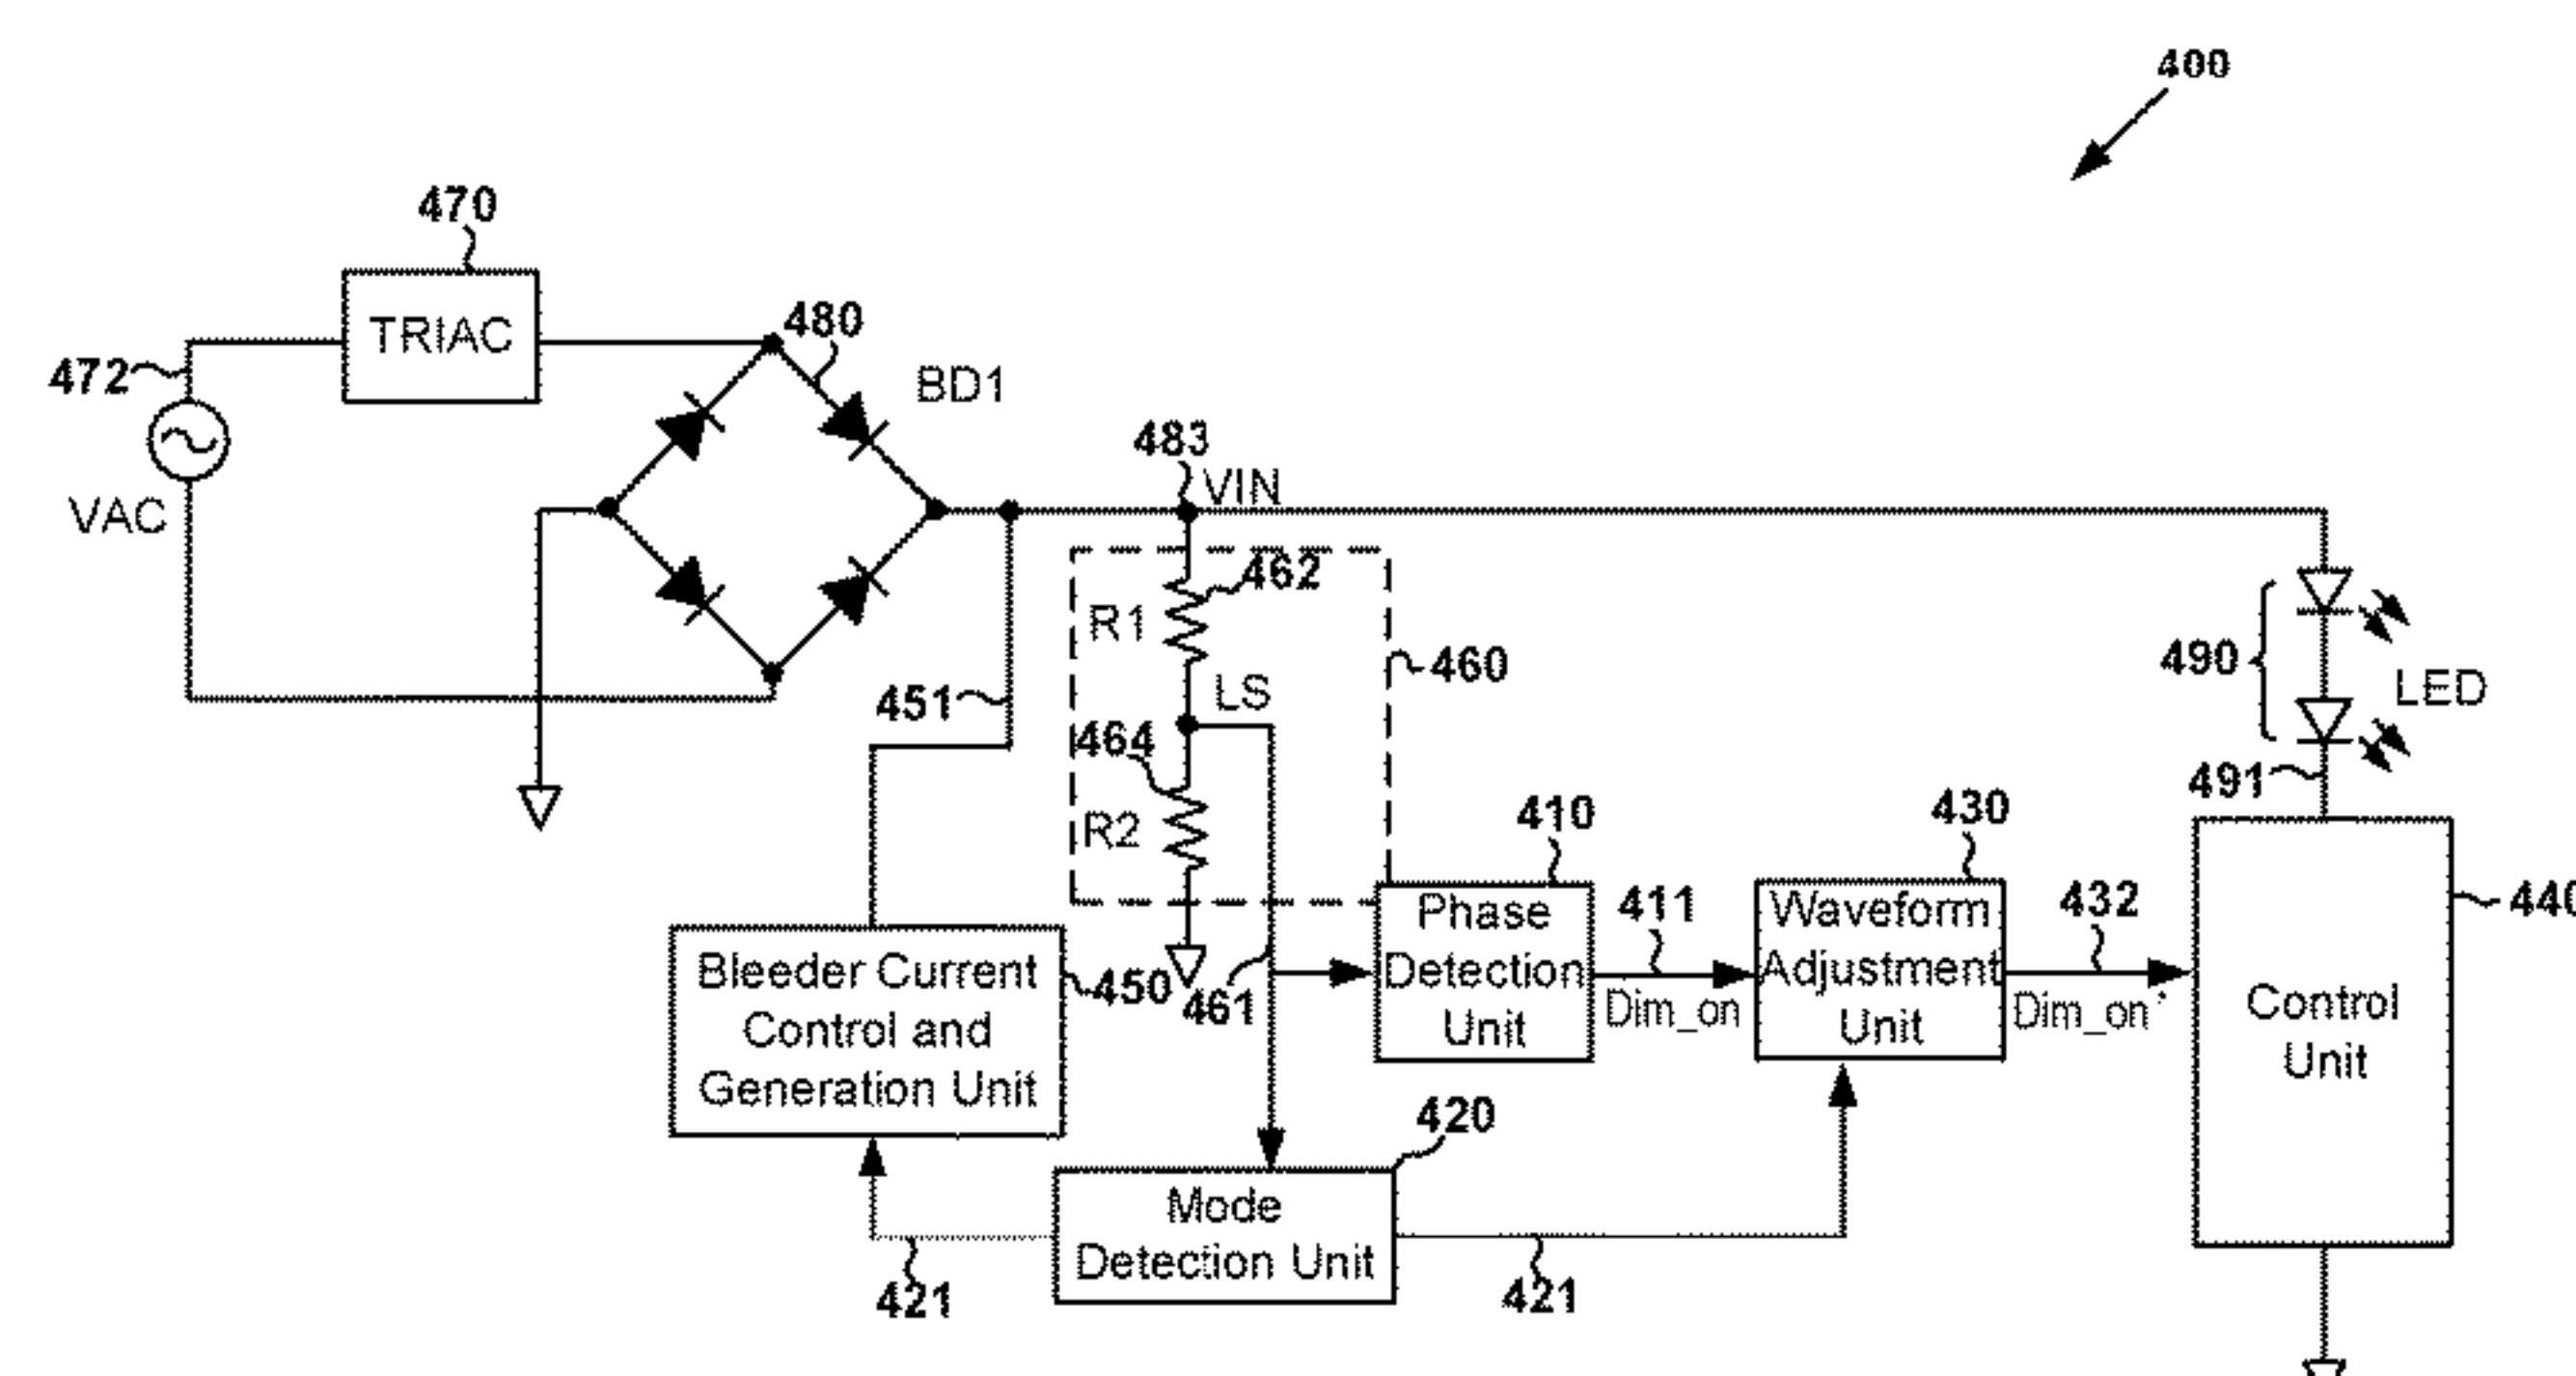 400
470
TRIAC
480
472
BD1
VAC
483
VIN
462
R1
460
LS
490
LED
451
464
491
R2
410
430
Phase
Detection
Unit
411
Dim_on
Waveform
Adjustment
Unit
432
Dim_on'
440
Control
Unit
Bleeder Current
Control and
Generation Unit
450
461
420
Mode
Detection Unit
421
421